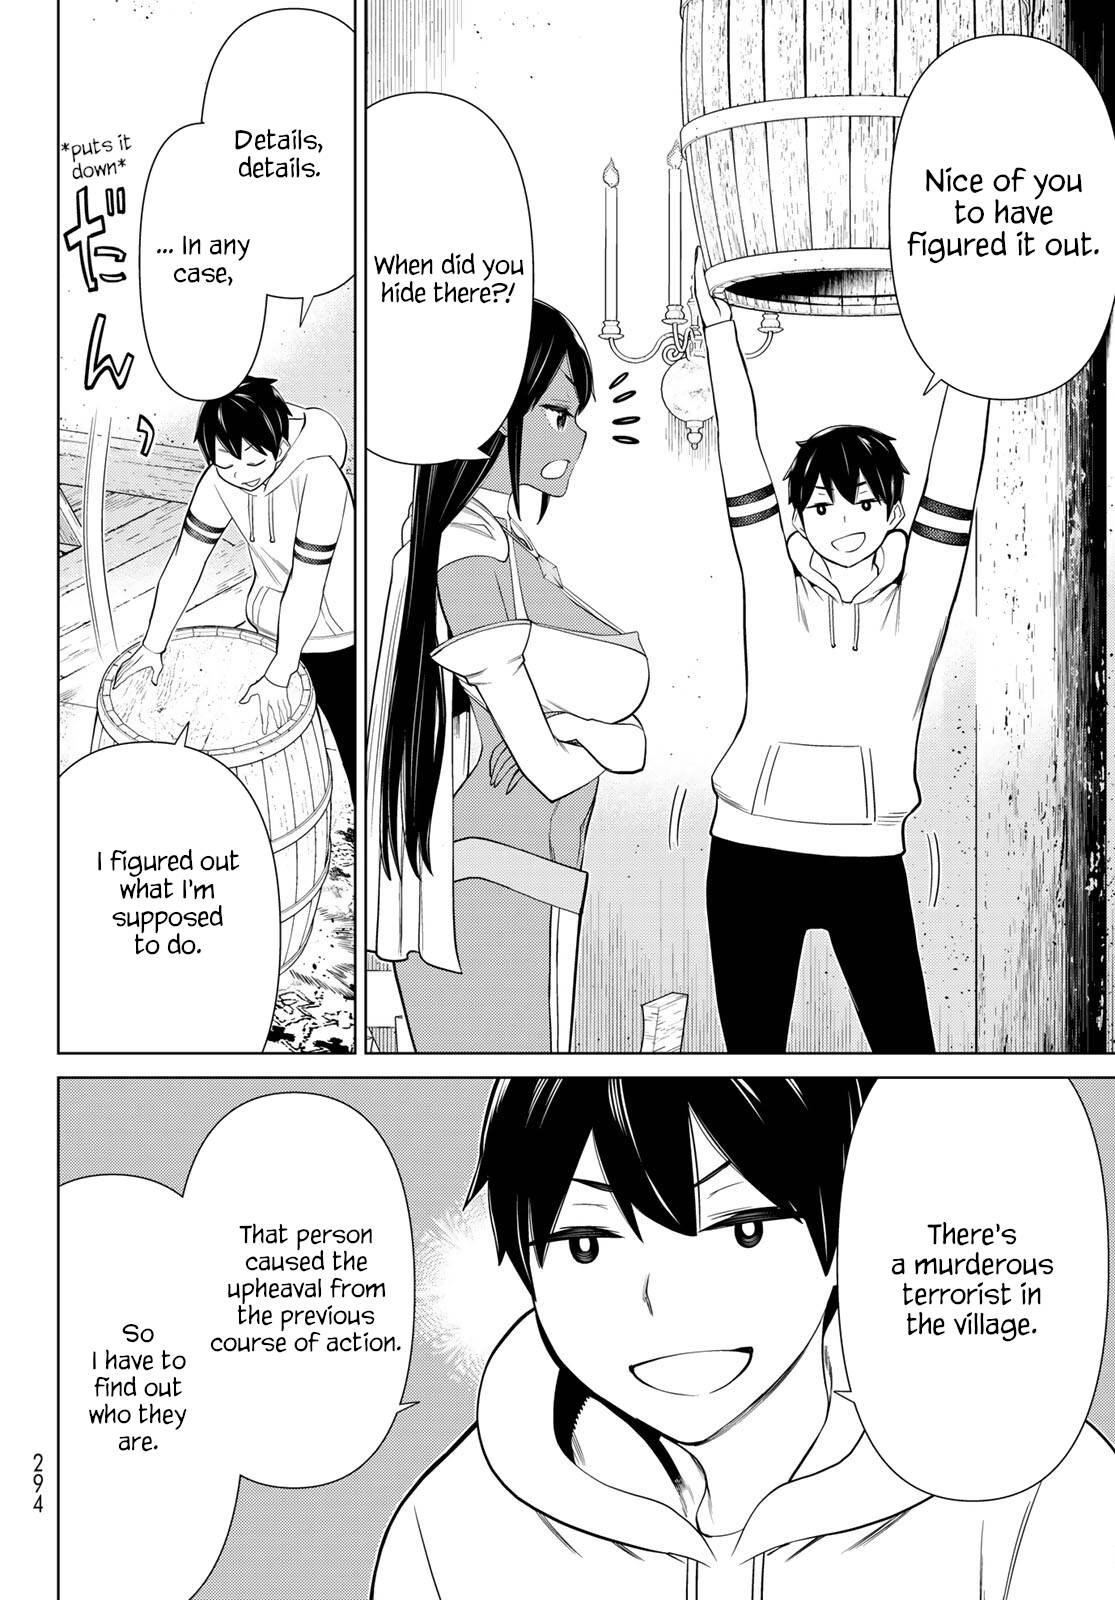 Nice of you
to have
figured it out.
When did you
hide there?!
Details,
details.
... In any
case,
*puts it
down*
だん
I figured out
what I'm
supposed
to do.
There's
a murderous
terrorist in
the village.
That person
caused the
upheaval from
the previous
course of action.
So
I have to
find out
who they
are.
294